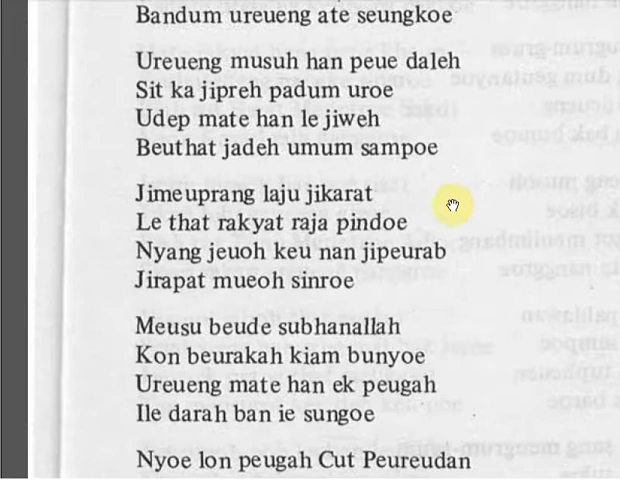 Bandum ureueng ate seungkoe
Ureueng musuh han peue daleh
Sit ka jipreh padum uroe
Udep mate han le jiweh
Beuthat jadeh umum sampoe
Jimeuprang laju jikarat
Le that rakyat raja pindoe
Nyang jeuoh keu nan jipeurab
Jirapat mueoh sinroe
Meusu beude subhanallah
Kon beurakah kiam bunyoe
Ureueng mate han ek peugah
Ile darah ban ie sungoe
Nyoe lon peugah Cut Peureudan